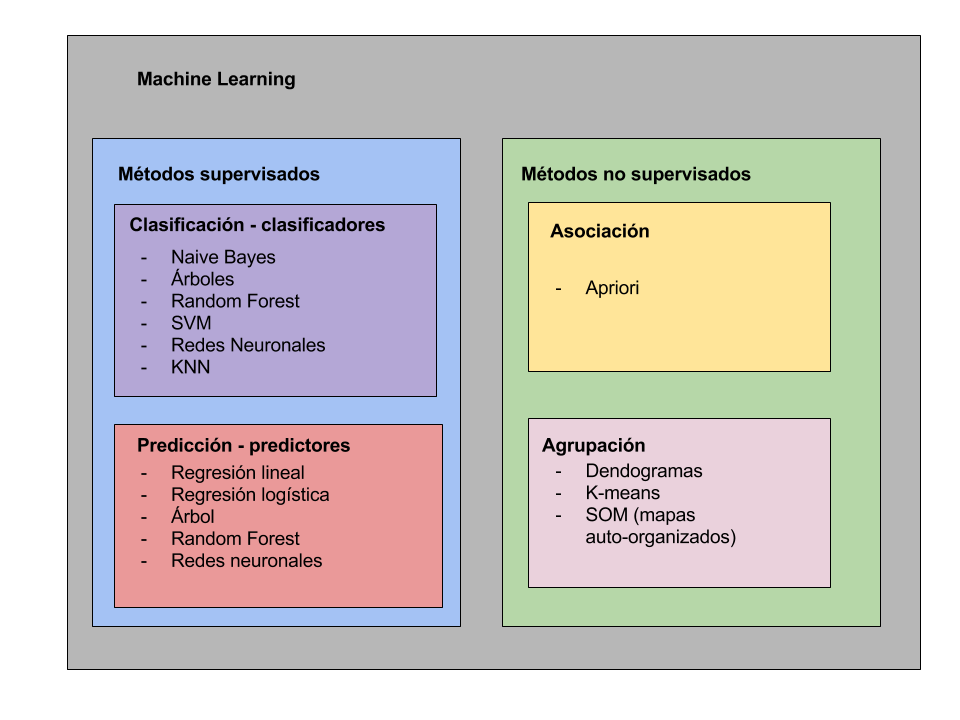 Machine Learning
Métodos supervisados
Clasificación - clasificadores
- Naive Bayes
- Árboles
- Random Forest
- SVM
- Redes Neuronales
- KNN
Predicción - predictores
- Regresión lineal
- Regresión logística
- Árbol
- Random Forest
- Redes neuronales
Métodos no supervisados
Asociación
- Apriori
Agrupación
- Dendogramas
- K-means
- SOM (mapas
auto-organizados)